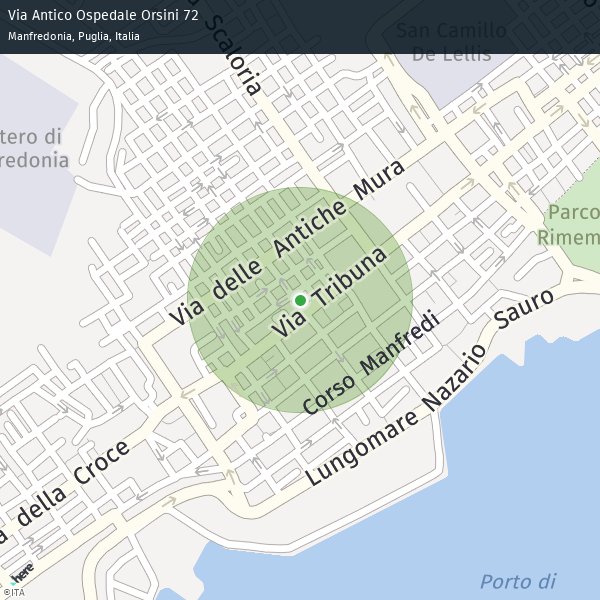 Via Antico Ospedale Orsini 72
Manfredonia, Puglia, Italia
Scaloria
San Camillo
De Lellis
tero di
redonia
Via delle Antiche Mura
Parco
Rimem
Via Tribuna
Corso Manfredi
Lungomare Nazario Sauro
della Croce
Porto di
here
©ITA